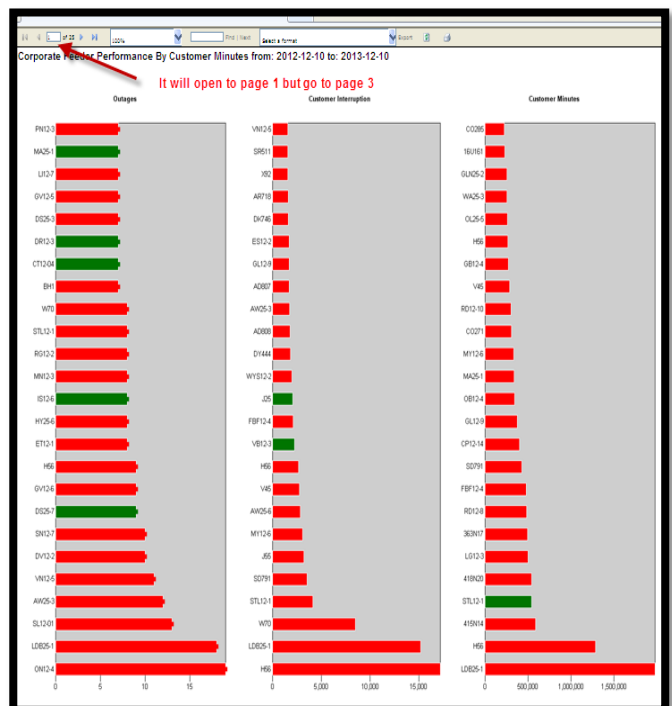 1 of 25 100% Find | Next Select a format Export
Corporate Feeder Performance By Customer Minutes from: 2012-12-10 to: 2013-12-10
It will open to page 1 but go to page 3
Outages Customer Interruption Customer Minutes
PN12-3 VN12-5 CO285
MA25-1 SR511 16U161
LI12-7 X92 GLN25-2
GV12-5 AR718 WA25-3
DS25-3 DK746 OL25-5
DR12-3 ES12-2 H56
CT12-04 GL12-9 GB12-4
BH1 AD807 V45
W70 AW25-3 RD12-10
STL12-1 AD808 CO271
RG12-2 DY444 MY12-6
MN12-3 WYS12-2 MA25-1
IS12-6 J25 OB12-4
HY25-6 FBF12-4 GL12-9
ET12-1 VB12-3 CP12-14
H56 H56 SD791
GV12-6 V45 FBF12-4
DS25-7 AW25-6 RD12-8
SN12-7 MY12-6 363N17
DV12-2 J55 LG12-3
VN12-5 SD791 418N20
AW25-3 STL12-1 STL12-1
SL12-01 W70 415N14
LDB25-1 LDB25-1 H56
ON12-4 H56 LDB25-1
0 5 10 15 0 5,000 10,000 15,000 0 500,000 1,000,000 1,500,000